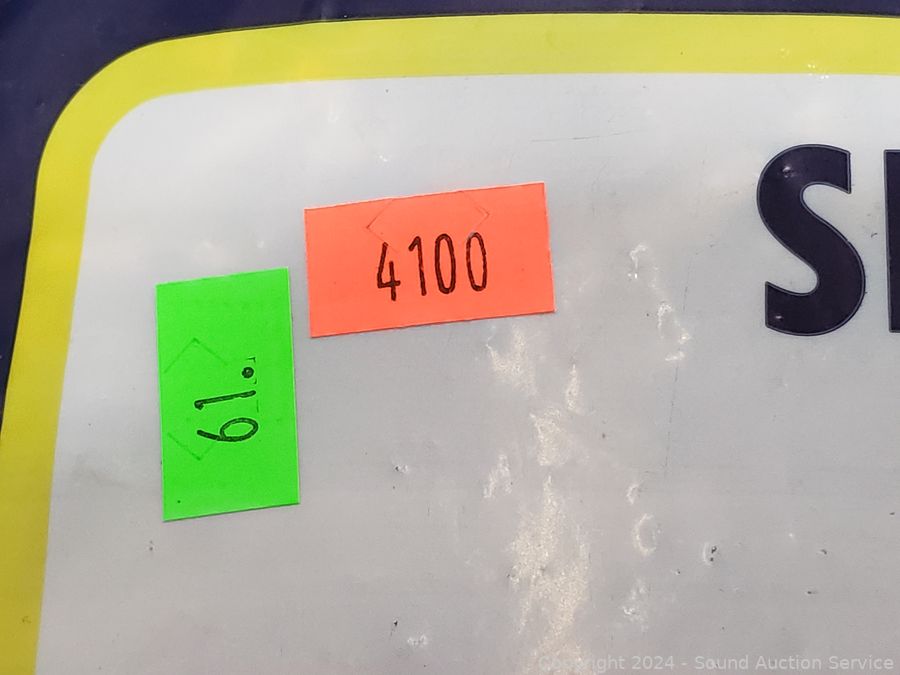 4100
61.
S
Copyright 2024 - Sound Auction Service